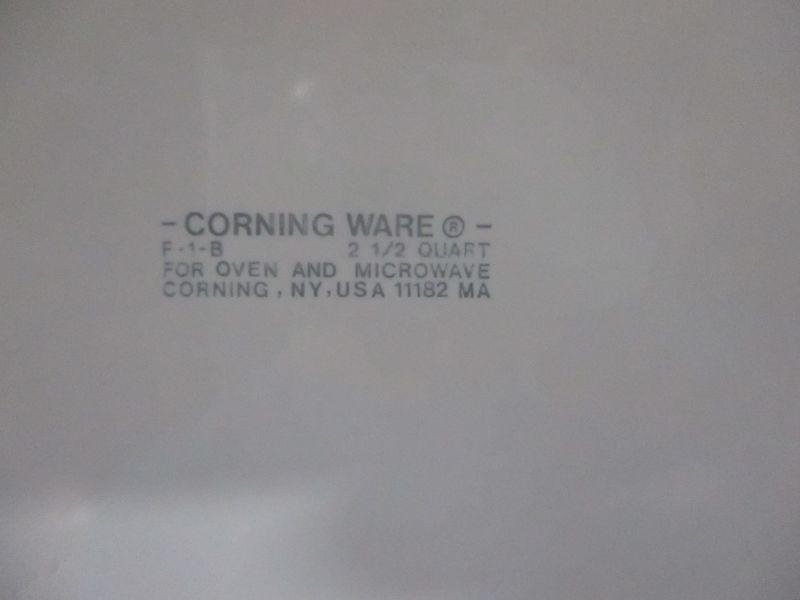 - CORNING WARE ® -
F-1-B 2 1/2 QUART
FOR OVEN AND MICROWAVE
CORNING, NY, USA 11182 MA